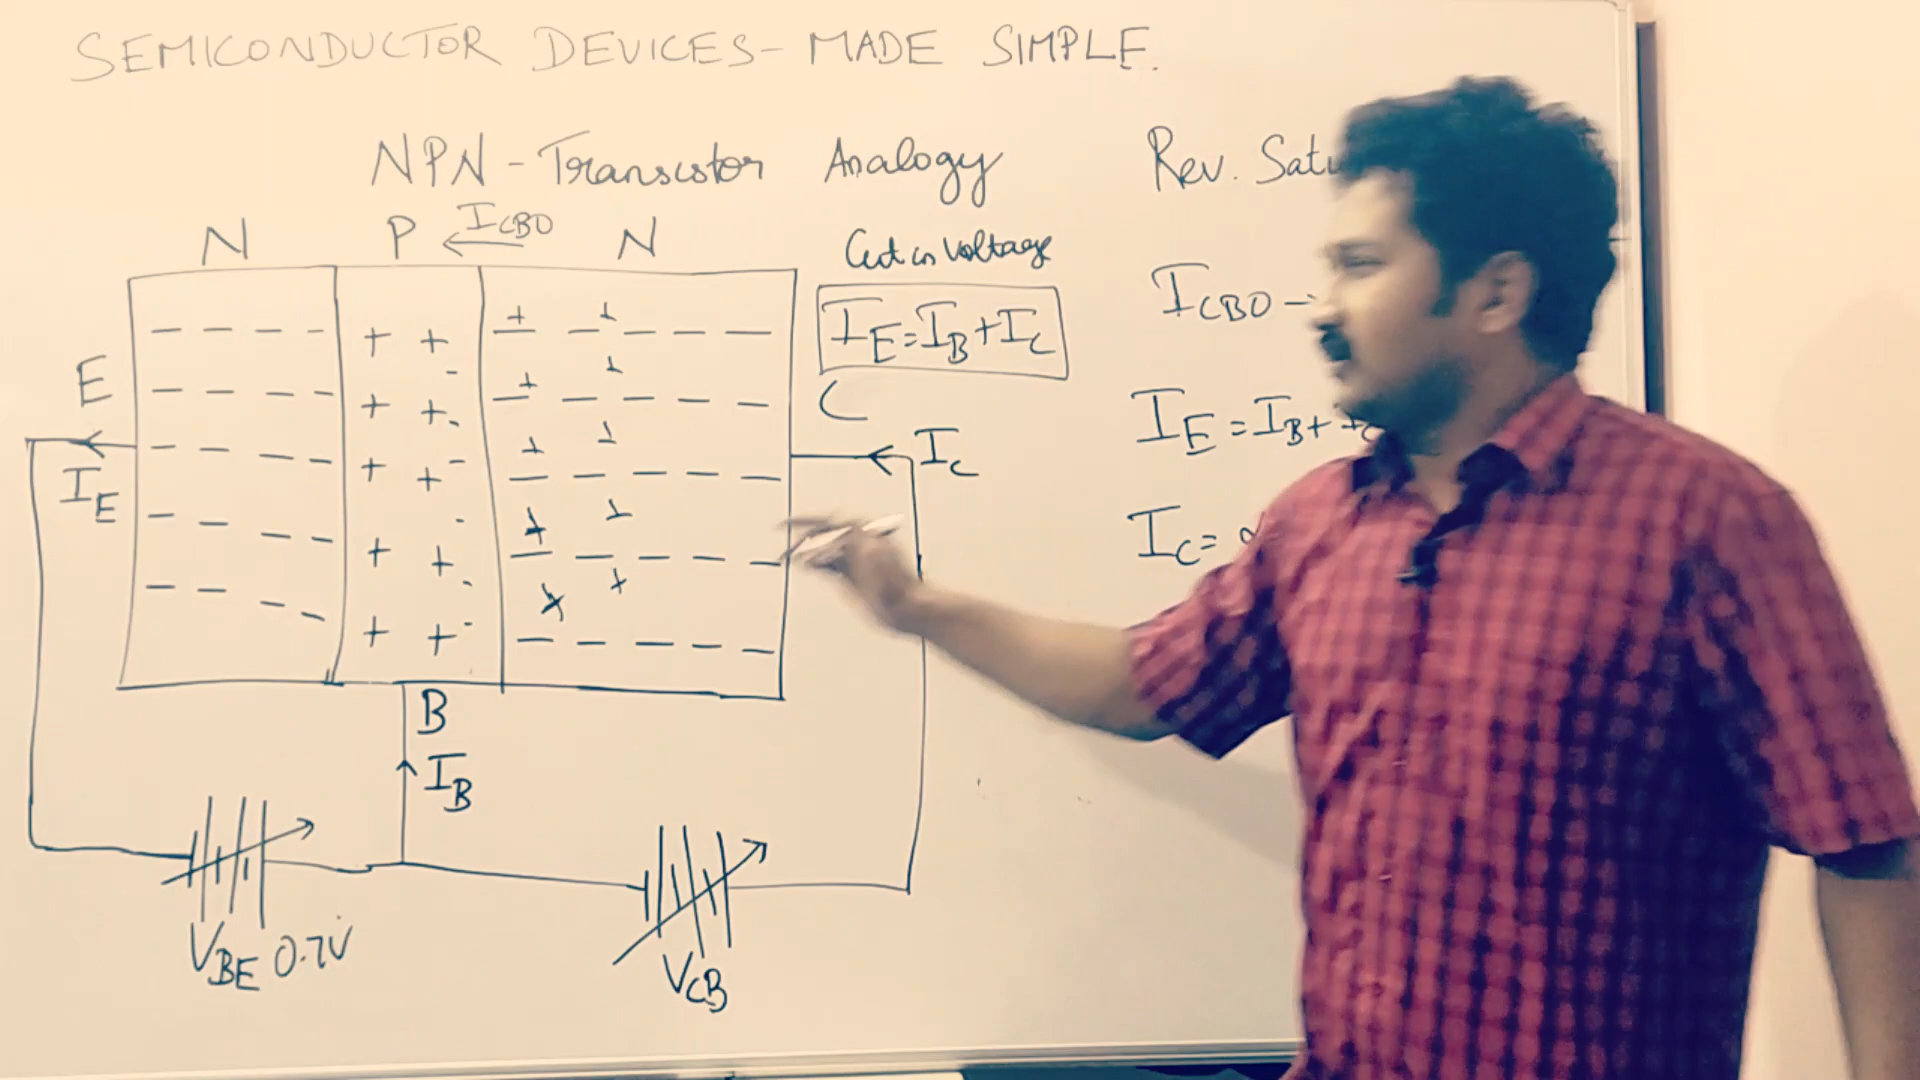 SEMICONDUCTOR DEVICES - MADE SIMPLE.
NPN - Transistor Analogy
N P ICBO N
Cut in Voltage
IE = IB + IC
E
C
IE
IC
B
IB
VBE 0.7V
VCB
Rev.
ICBO →
IE = IB +
IC =